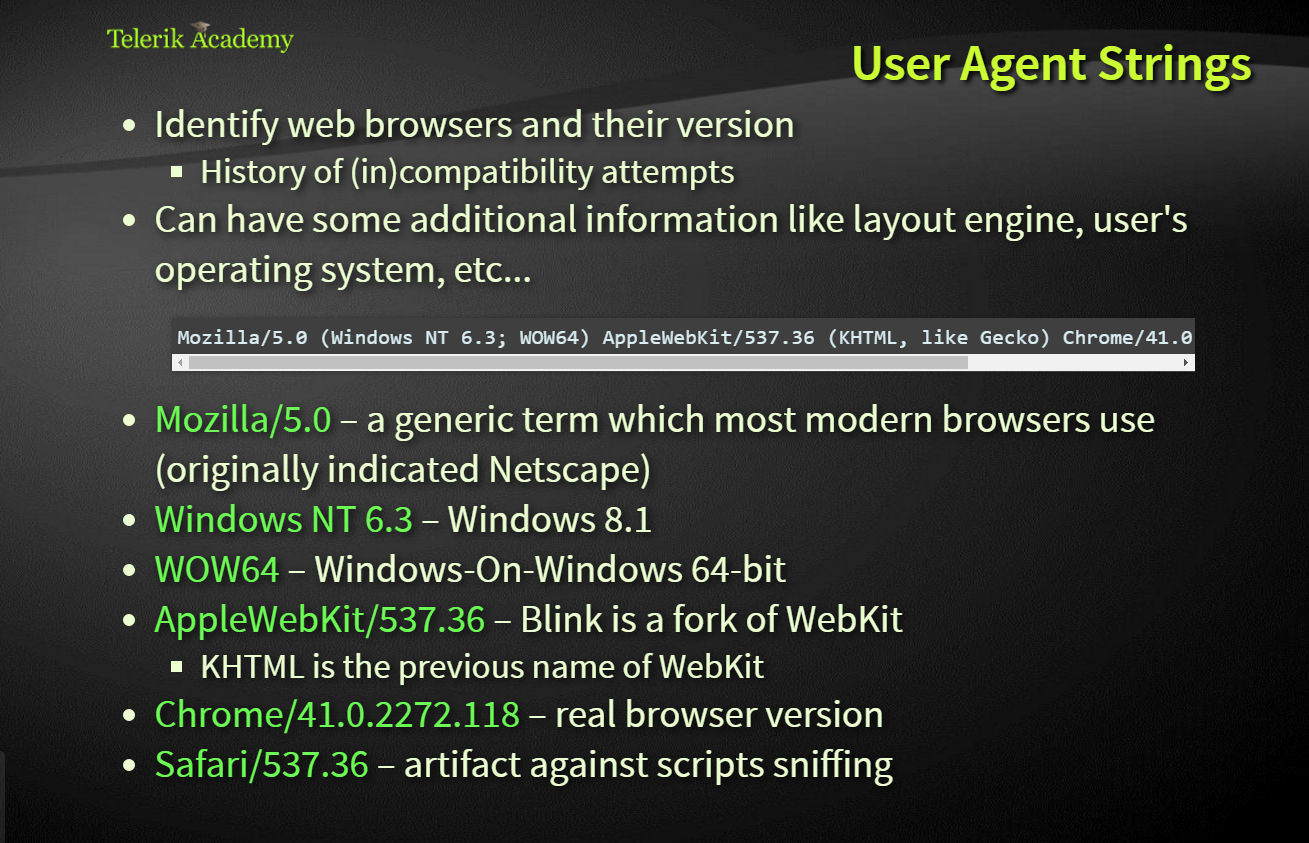 Telerik Academy
User Agent Strings
• Identify web browsers and their version
▪ History of (in)compatibility attempts
• Can have some additional information like layout engine, user's
operating system, etc...
Mozilla/5.0 (Windows NT 6.3; WOW64) AppleWebKit/537.36 (KHTML, like Gecko) Chrome/41.0
• Mozilla/5.0 – a generic term which most modern browsers use
(originally indicated Netscape)
• Windows NT 6.3 – Windows 8.1
• WOW64 – Windows-On-Windows 64-bit
• AppleWebKit/537.36 – Blink is a fork of WebKit
▪ KHTML is the previous name of WebKit
• Chrome/41.0.2272.118 – real browser version
• Safari/537.36 – artifact against scripts sniffing